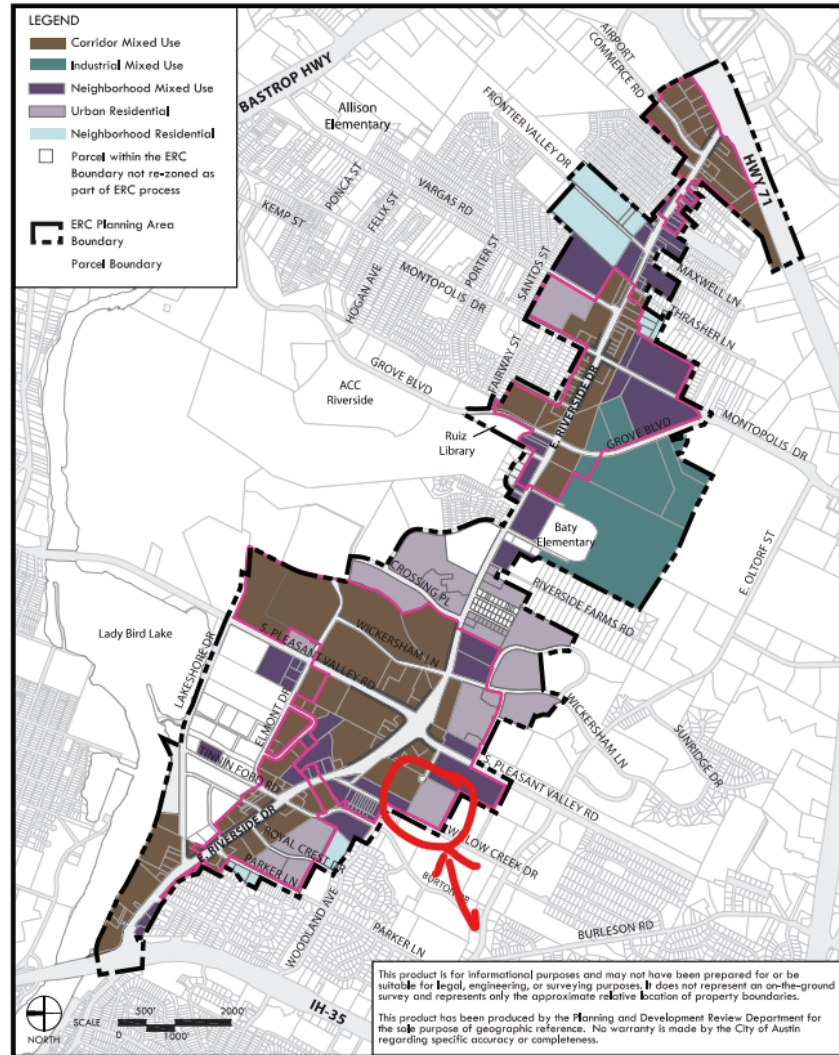 LEGEND
Corridor Mixed Use
Industrial Mixed Use
Neighborhood Mixed Use
Urban Residential
Neighborhood Residential
Parcel within the ERC
Boundary not re-zoned as
part of ERC process
ERC Planning Area
Boundary
Parcel Boundary
BASTROP HWY
AIRPORT
COMMERCE RD
Allison
Elementary
FRONTIER VALLEY DR
HWY 71
PONCA ST
VARGAS RD
FELIX ST
KEMP ST
PORTER ST
SANTOS ST
MAXWELL LN
HOGAN AVE
MONTOPOLIS DR
THRASHER LN
GROVE BLVD
FAIRWAY ST
ACC
Riverside
E. RIVERSIDE DR
MONTOPOLIS DR
Ruiz
Library
GROVE BLVD
Baty
Elementary
E. OLTORF ST
CROSSING PL
RIVERSIDE FARMS RD
Lady Bird Lake
LAKESHORE DR
S. PLEASANT VALLEY RD
WICKERSHAM LN
WICKERSHAM LN
ELMONT DR
SUNRIDGE DR
TINNIN FORD RD
S. PLEASANT VALLEY RD
E. RIVERSIDE DR
ROYAL CREST DR
WILLOW CREEK DR
PARKER LN
BURTON DR
WOODLAND AVE
BURLESON RD
PARKER LN
IH-35
NORTH
SCALE
0 500' 2000'
1000'
This product is for informational purposes and may not have been prepared for or be
suitable for legal, engineering, or surveying purposes. It does not represent an on-the-ground
survey and represents only the approximate relative location of property boundaries.
This product has been produced by the Planning and Development Review Department for
the sole purpose of geographic reference. No warranty is made by the City of Austin
regarding specific accuracy or completeness.